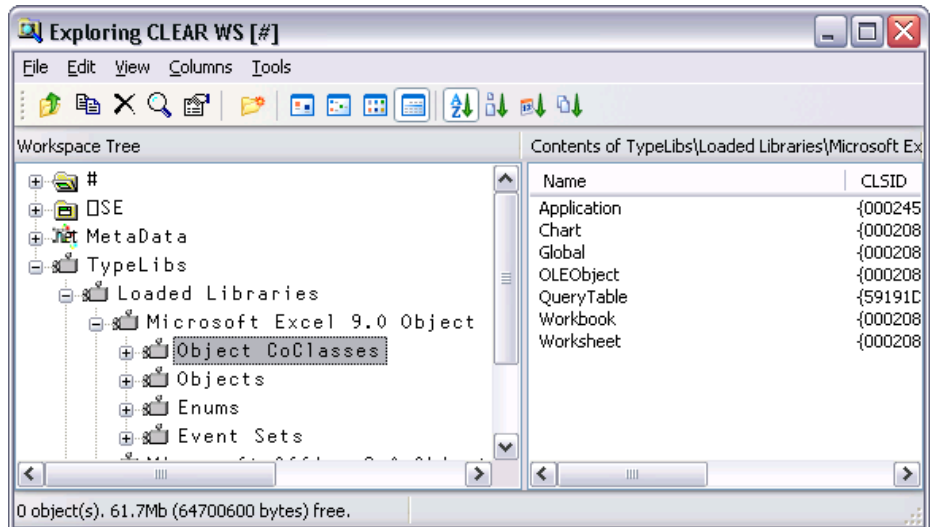 Exploring CLEAR WS [#]
File Edit View Columns Tools
Workspace Tree
Contents of TypeLibs\Loaded Libraries\Microsoft Ex
#
⎕SE
.net MetaData
TypeLibs
Loaded Libraries
Microsoft Excel 9.0 Object
Object CoClasses
Objects
Enums
Event Sets
Name CLSID
Application {000245
Chart {000208
Global {000208
OLEObject {000208
QueryTable {59191D
Workbook {000208
Worksheet {000208
0 object(s). 61.7Mb (64700600 bytes) free.